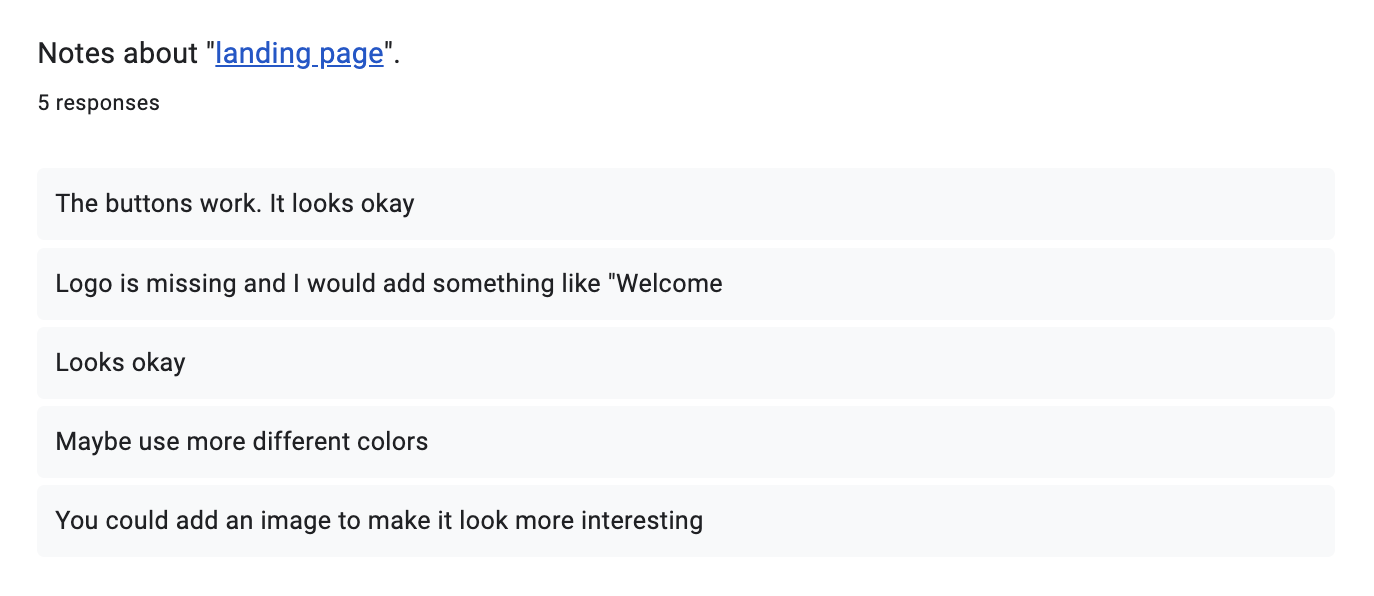 Notes about "landing page".
5 responses
The buttons work. It looks okay
Logo is missing and I would add something like "Welcome
Looks okay
Maybe use more different colors
You could add an image to make it look more interesting